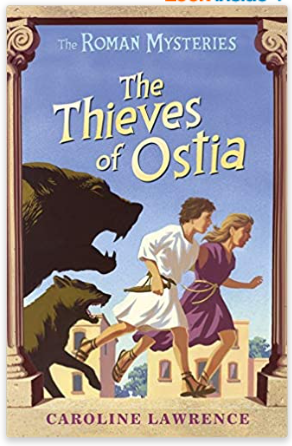 The ROMAN MYSTERIES
The
Thieves
of Ostia
CAROLINE LAWRENCE